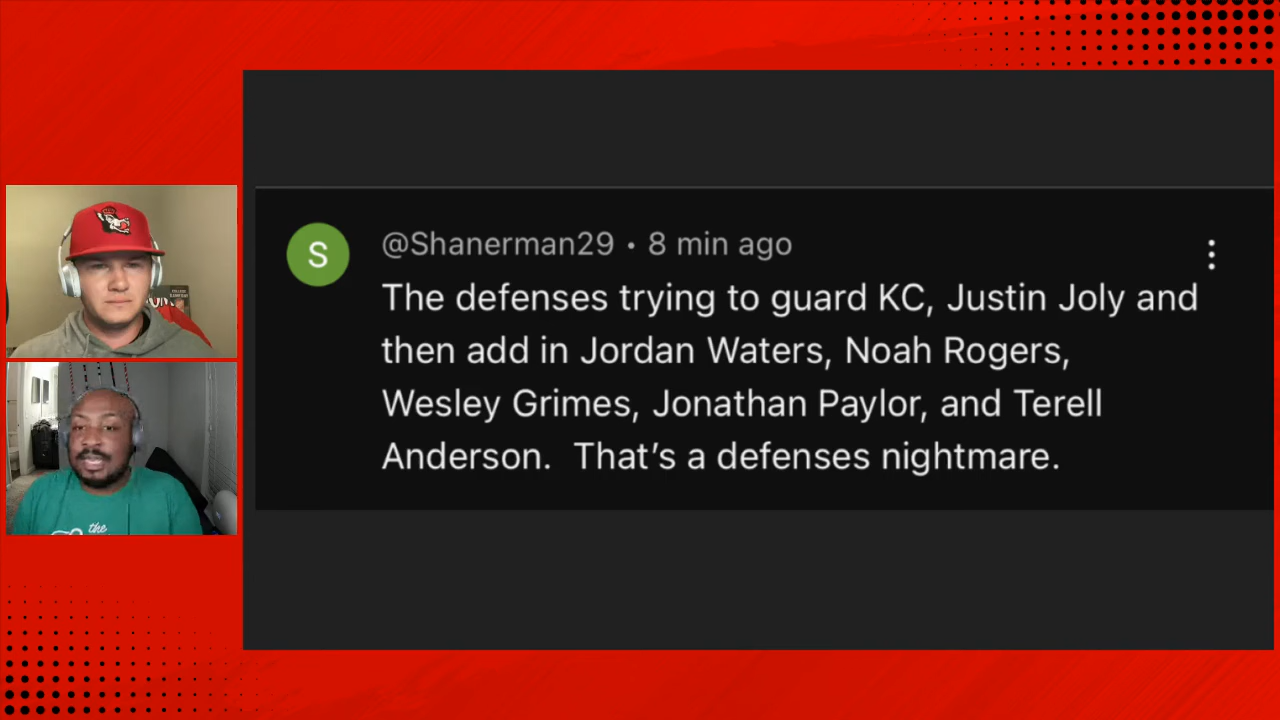 S
@Shanerman29 • 8 min ago
The defenses trying to guard KC, Justin Joly and
then add in Jordan Waters, Noah Rogers,
Wesley Grimes, Jonathan Paylor, and Terell
Anderson.  That’s a defenses nightmare.
the